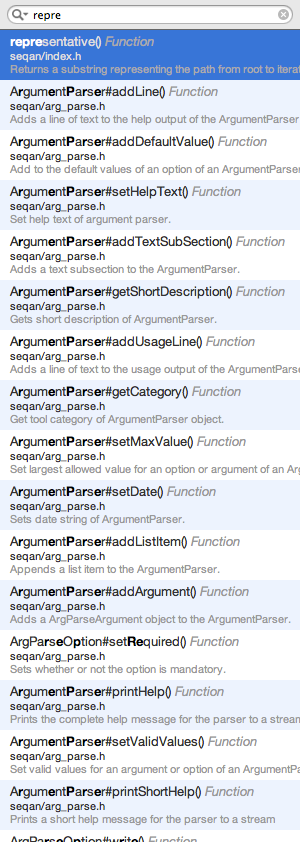 repre
representative() Function
seqan/index.h
Returns a substring representing the path from root to iterat
ArgumentParser#addLine() Function
seqan/arg_parse.h
Adds a line of text to the help output of the ArgumentParser
ArgumentParser#addDefaultValue() Function
seqan/arg_parse.h
Add to the default values of an option of an ArgumentParser
ArgumentParser#setHelpText() Function
seqan/arg_parse.h
Set help text of argument parser.
ArgumentParser#addTextSubSection() Function
seqan/arg_parse.h
Adds a text subsection to the ArgumentParser.
ArgumentParser#getShortDescription() Function
seqan/arg_parse.h
Gets short description of ArgumentParser.
ArgumentParser#addUsageLine() Function
seqan/arg_parse.h
Adds a line of text to the usage output of the ArgumentParse
ArgumentParser#getCategory() Function
seqan/arg_parse.h
Get tool category of ArgumentParser object.
ArgumentParser#setMaxValue() Function
seqan/arg_parse.h
Set largest allowed value for an option or argument of an Arg
ArgumentParser#setDate() Function
seqan/arg_parse.h
Sets date string of ArgumentParser.
ArgumentParser#addListItem() Function
seqan/arg_parse.h
Appends a list item to the ArgumentParser.
ArgumentParser#addArgument() Function
seqan/arg_parse.h
Adds a ArgParseArgument object to the ArgumentParser.
ArgParseOption#setRequired() Function
seqan/arg_parse.h
Sets whether or not the option is mandatory.
ArgumentParser#printHelp() Function
seqan/arg_parse.h
Prints the complete help message for the parser to a stream
ArgumentParser#setValidValues() Function
seqan/arg_parse.h
Set valid values for an argument or option of an ArgumentPar
ArgumentParser#printShortHelp() Function
seqan/arg_parse.h
Prints a short help message for the parser to a stream
ArgParseOption#write() Function